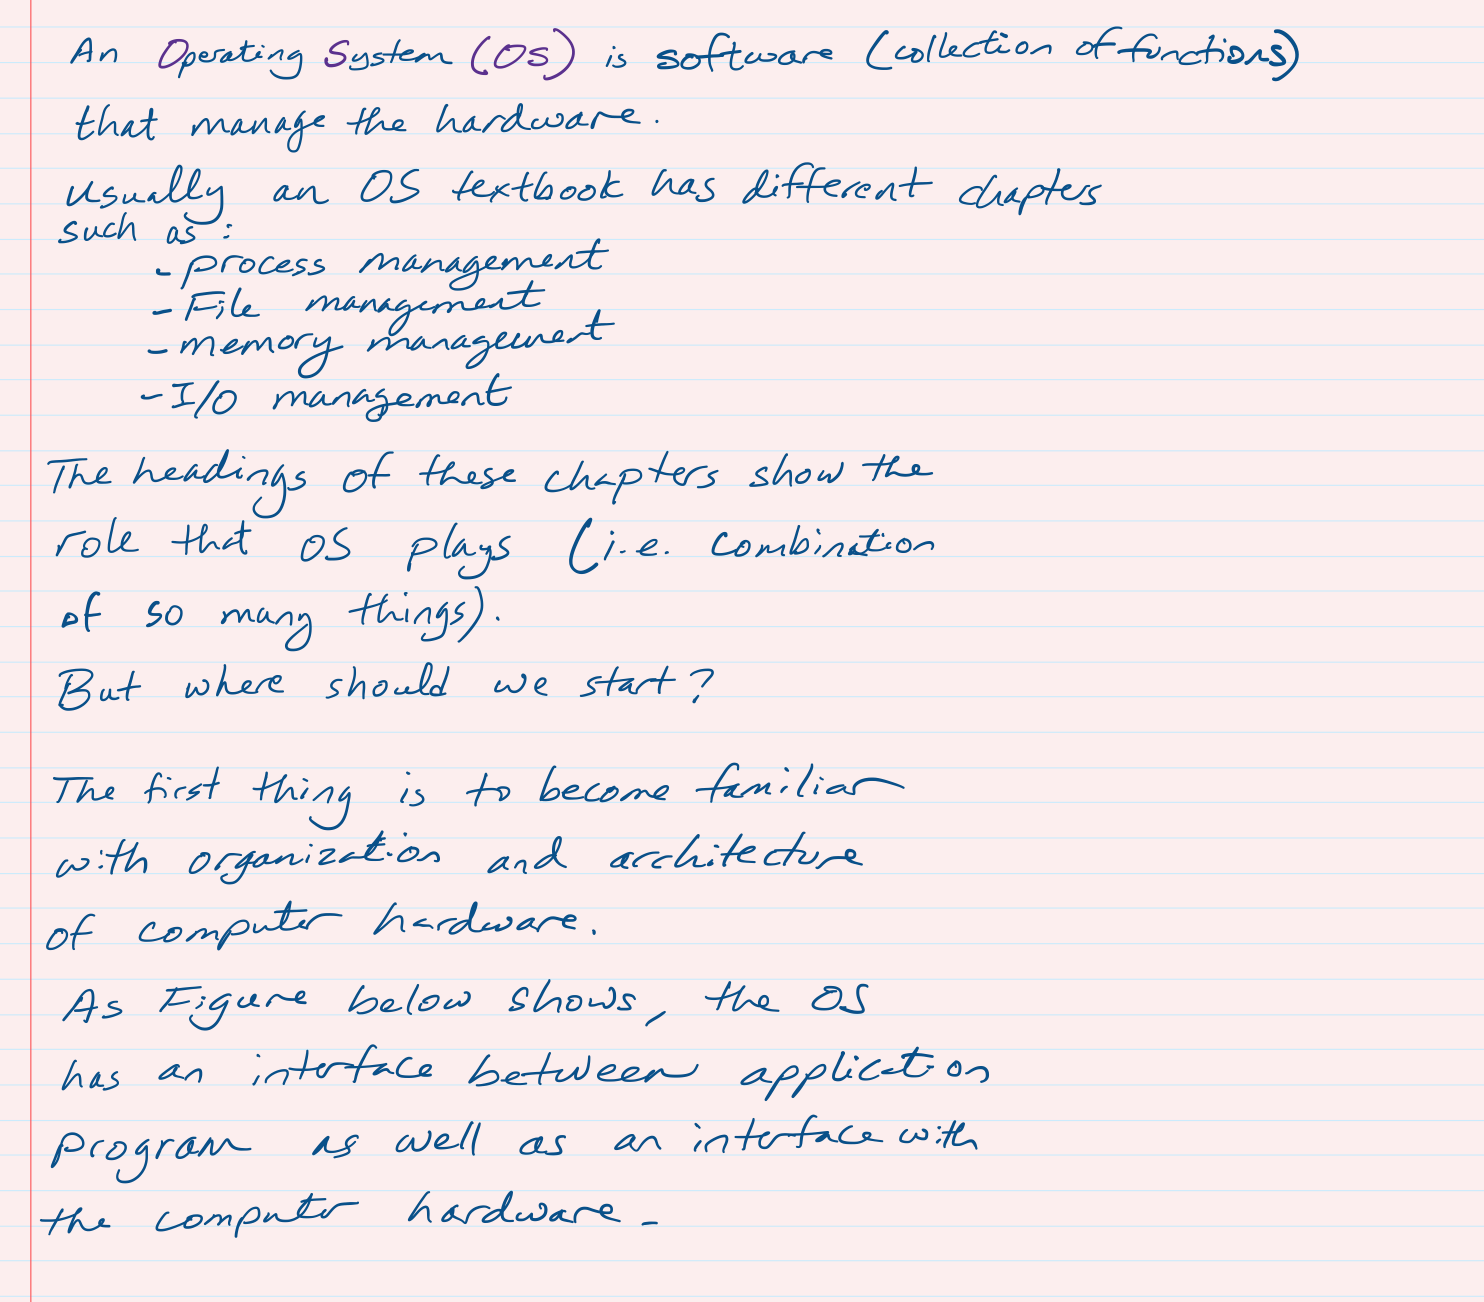 An Operating System (OS) is software (collection of functions)
that manage the hardware.
Usually an OS textbook has different chapters
such as :
- process management
- File management
- memory management
- I/O management
The headings of these chapters show the
role that OS plays (i.e. combination
of so many things).
But where should we start?
The first thing is to become familiar
with organization and architecture
of computer hardware.
As Figure below shows, the OS
has an interface between application
program as well as an interface with
the computer hardware.